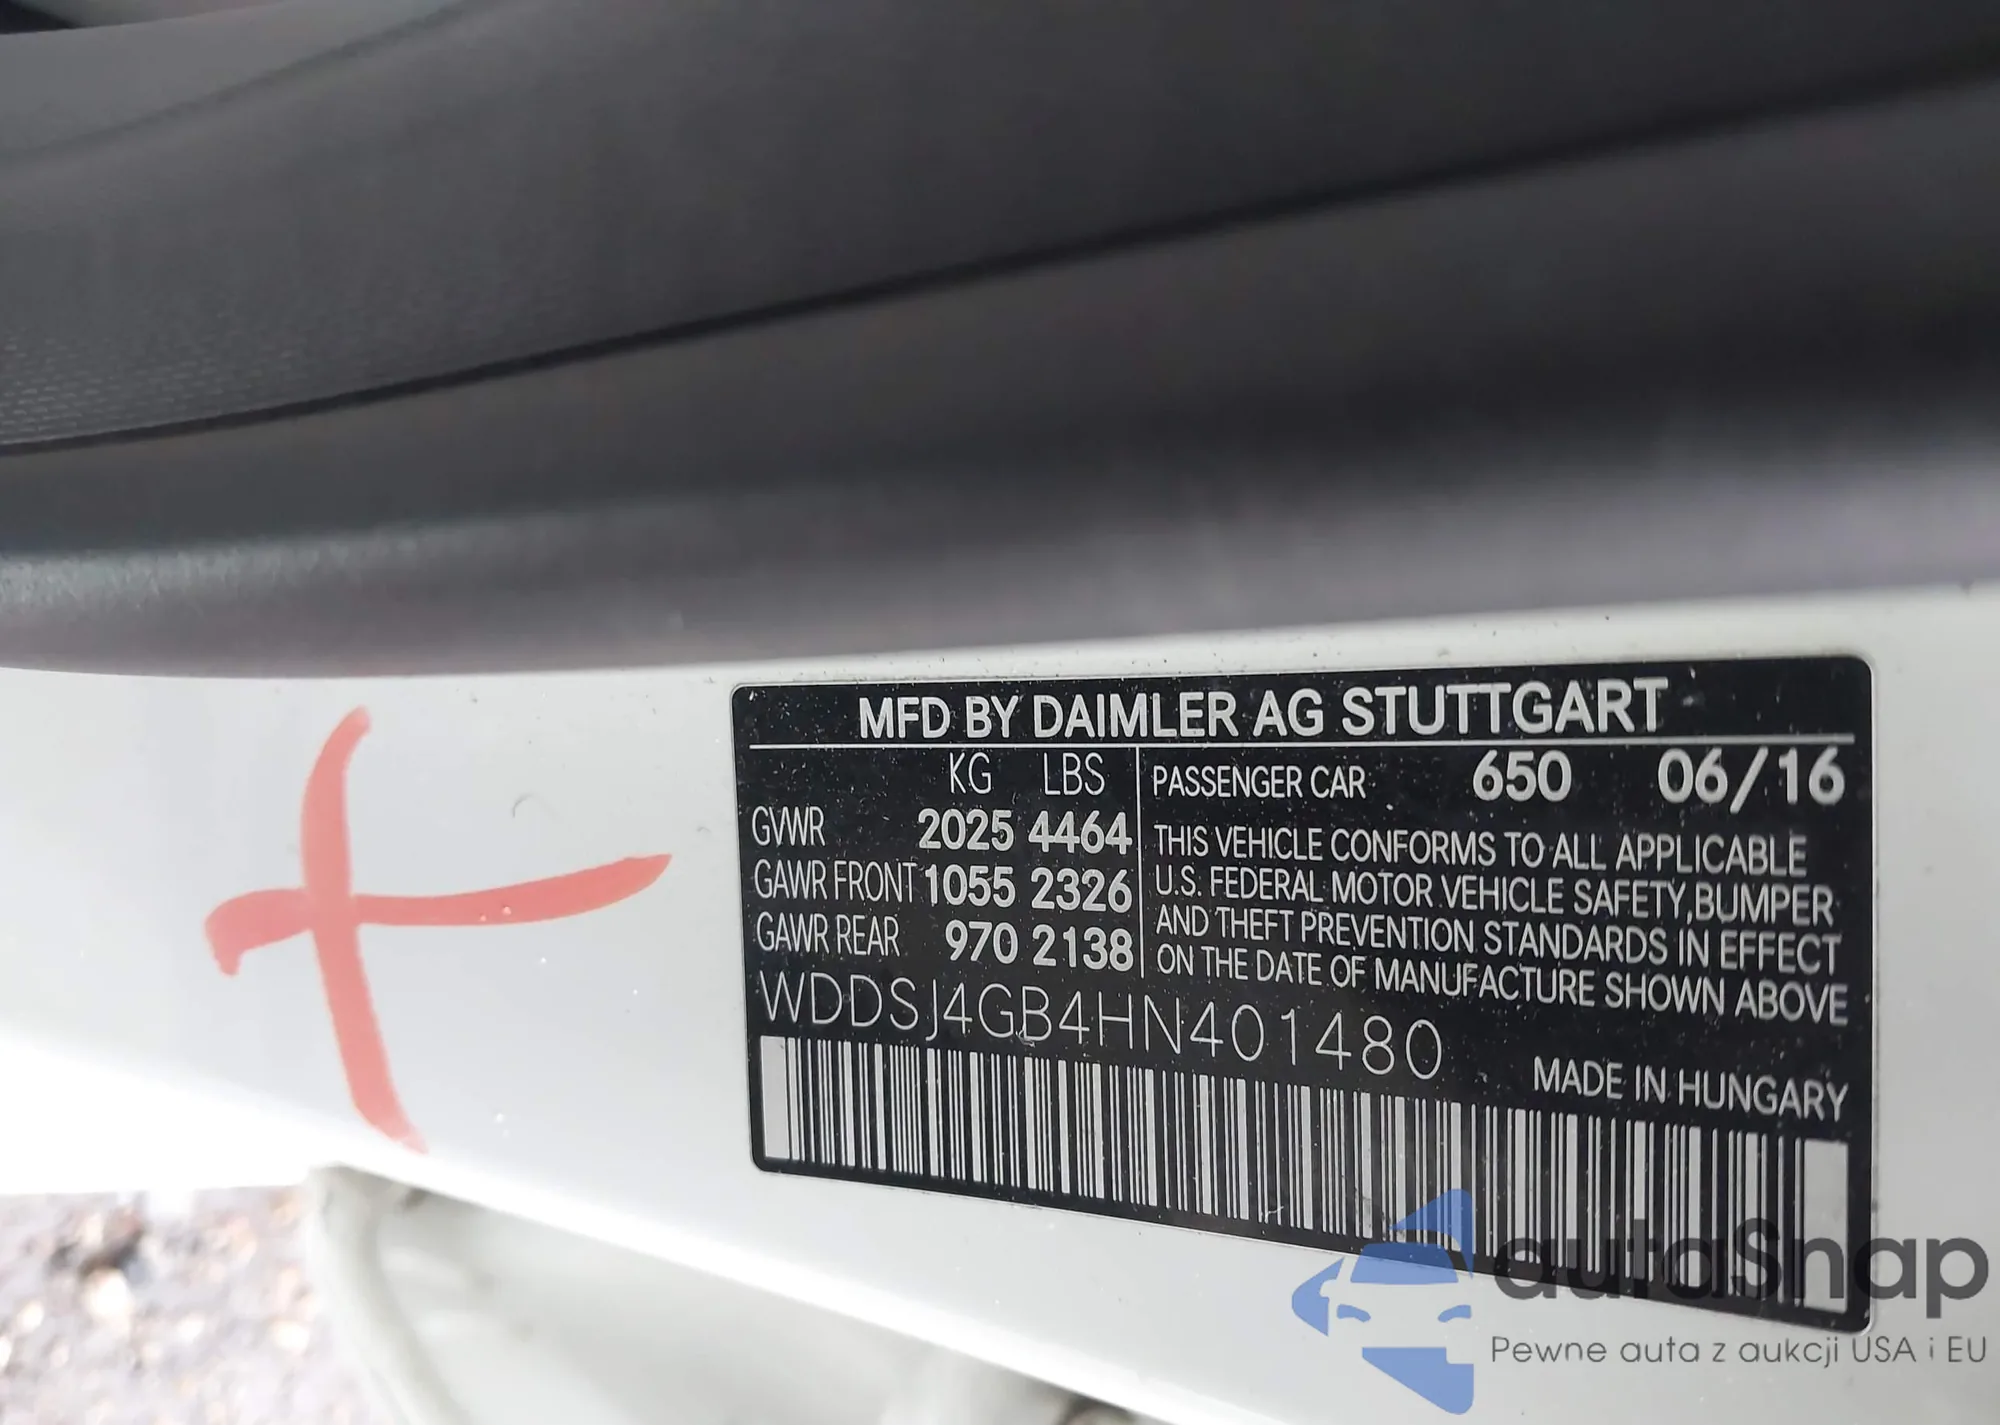 MFD BY DAIMLER AG STUTTGART
KG LBS
GVWR 2025 4464
GAWR FRONT 1055 2326
GAWR REAR 970 2138
PASSENGER CAR 650 06/16
THIS VEHICLE CONFORMS TO ALL APPLICABLE
U.S. FEDERAL MOTOR VEHICLE SAFETY, BUMPER
AND THEFT PREVENTION STANDARDS IN EFFECT
ON THE DATE OF MANUFACTURE SHOWN ABOVE
WDDSJ4GB4HN401480
MADE IN HUNGARY
autaSnap
Pewne auta z aukcji USA i EU